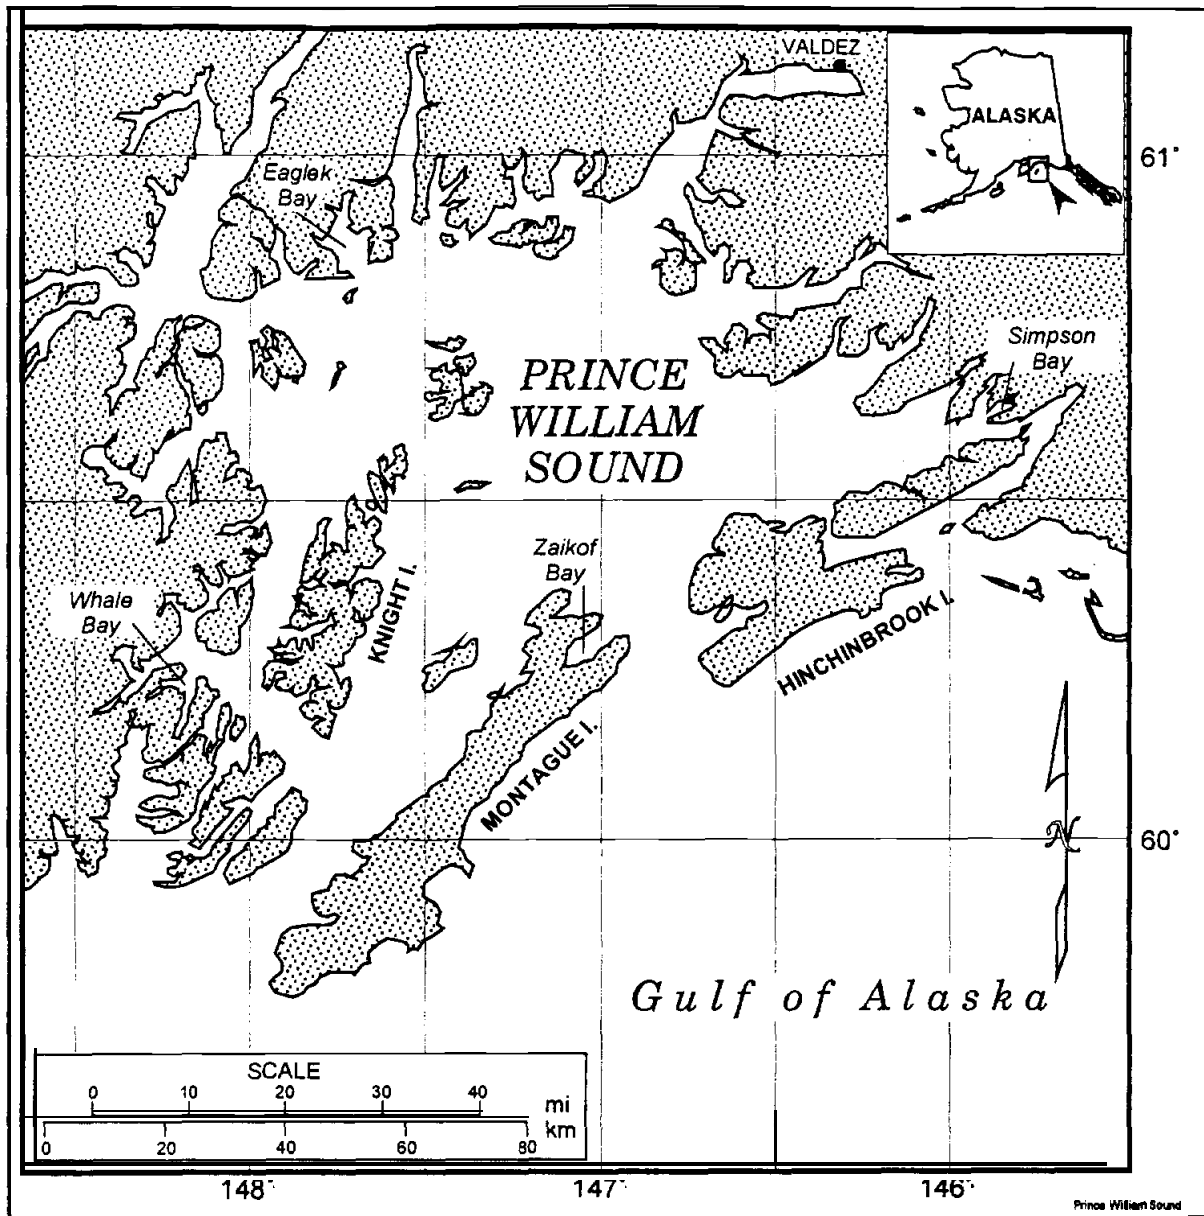 VALDEZ
ALASKA
61°
Eaglek
Bay
Simpson
Bay
PRINCE
WILLIAM
SOUND
Zaikof
Bay
Whale
Bay
KNIGHT I.
HINCHINBROOK I.
MONTAGUE I.
N
60°
Gulf of Alaska
SCALE
0 10 20 30 40
mi
km
0 20 40 60 80
148°
147°
146°
Prince William Sound